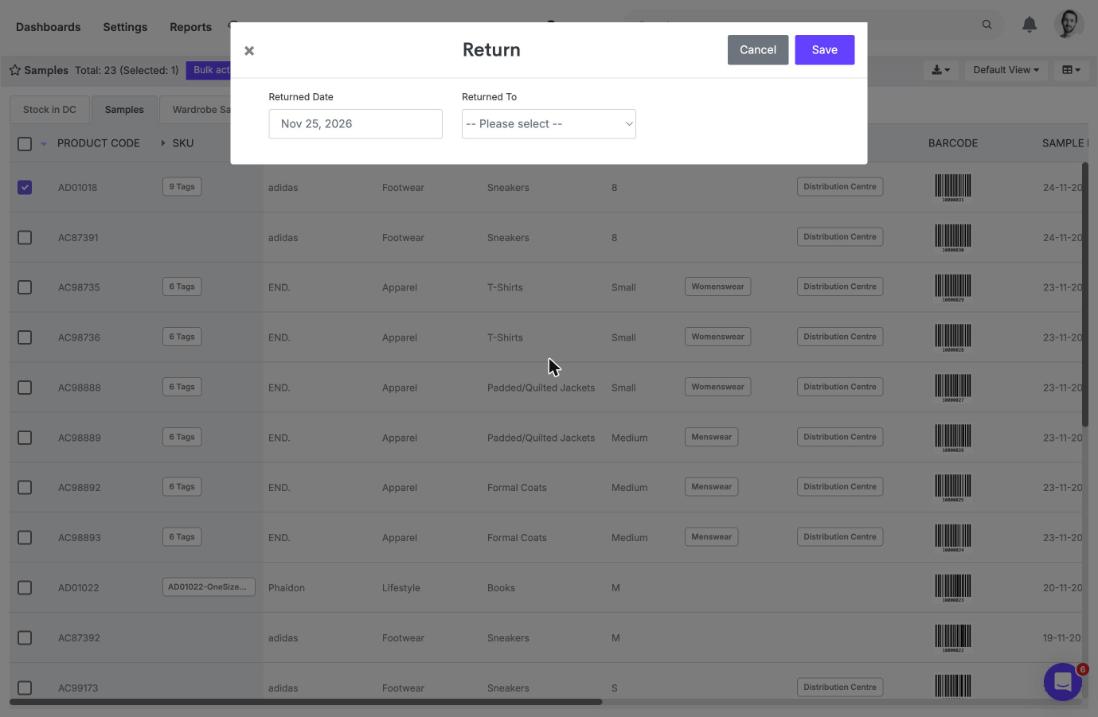 Dashboards Settings Reports
× Return Cancel Save
Samples Total: 23 (Selected: 1) Default View
Returned Date Returned To
Nov 25, 2026 -- Please select --
Stock in DC Samples
PRODUCT CODE SKU BARCODE SAMPLE
AD01018 9 Tags adidas Footwear Sneakers 8 Distribution Centre 24-11-20
AC87391 adidas Footwear Sneakers 8 Distribution Centre 24-11-20
AC98735 6 Tags END. Apparel T-Shirts Small Womenswear Distribution Centre 23-11-20
AC98736 6 Tags END. Apparel T-Shirts Small Womenswear Distribution Centre 23-11-20
AC98888 6 Tags END. Apparel Padded/Quilted Jackets Small Womenswear Distribution Centre 23-11-20
AC98889 6 Tags END. Apparel Padded/Quilted Jackets Medium Menswear Distribution Centre 23-11-20
AC98892 6 Tags END. Apparel Formal Coats Medium Menswear Distribution Centre 23-11-20
AC98893 6 Tags END. Apparel Formal Coats Medium Menswear Distribution Centre 23-11-20
AD01022 AD01022-OneSize... Phaidon Lifestyle Books M 20-11-20
AC87392 adidas Footwear Sneakers M 19-11-20
AC99173 adidas Footwear Sneakers S Distribution Centre
6